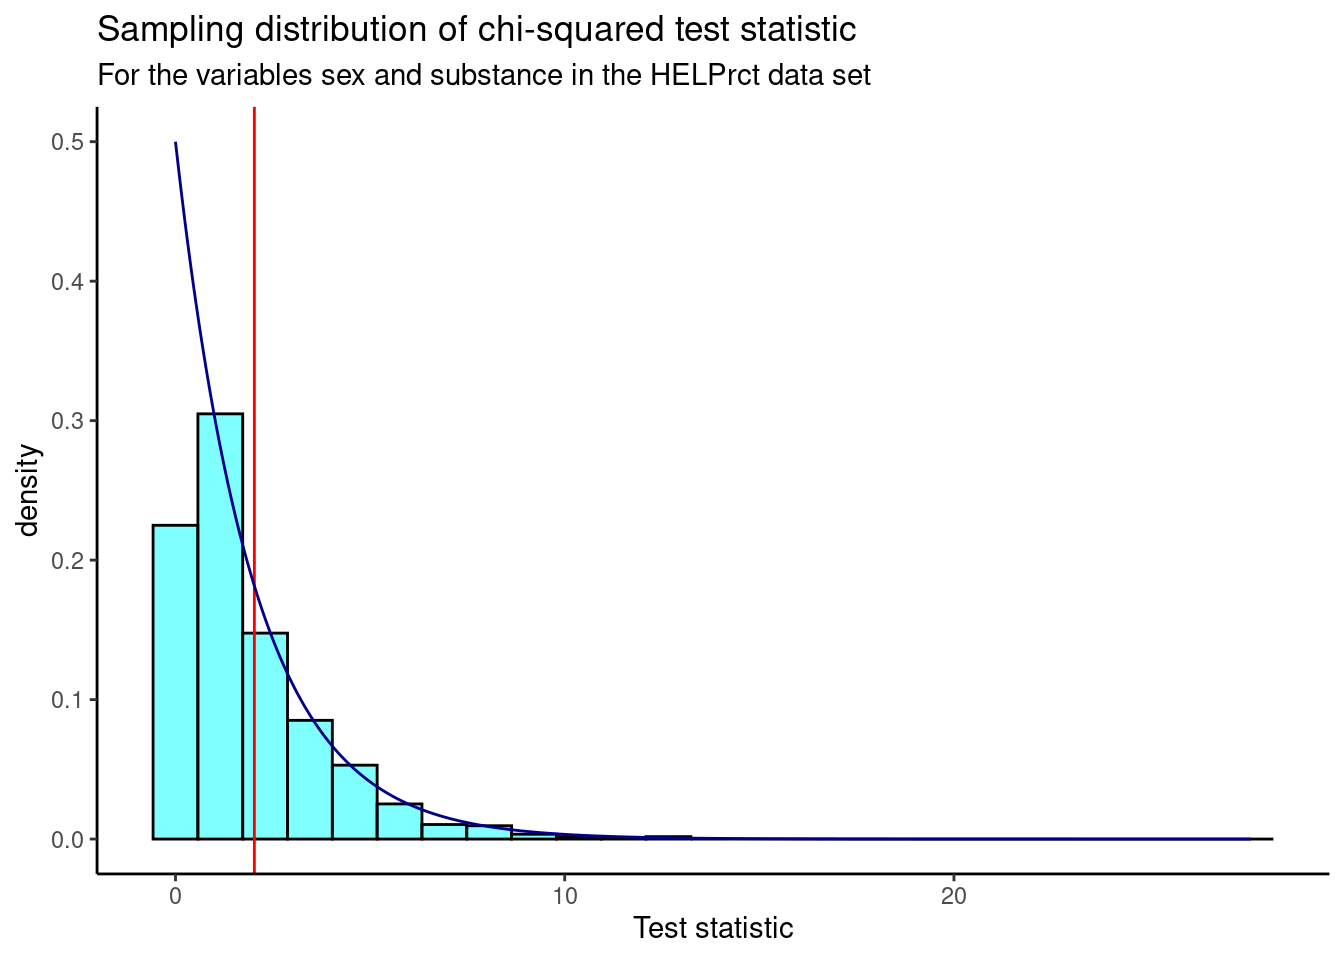 Sampling distribution of chi-squared test statistic
For the variables sex and substance in the HELPrct data set
0.5
0.4
0.3
0.2
0.1
0.0
density
0 10 20
Test statistic